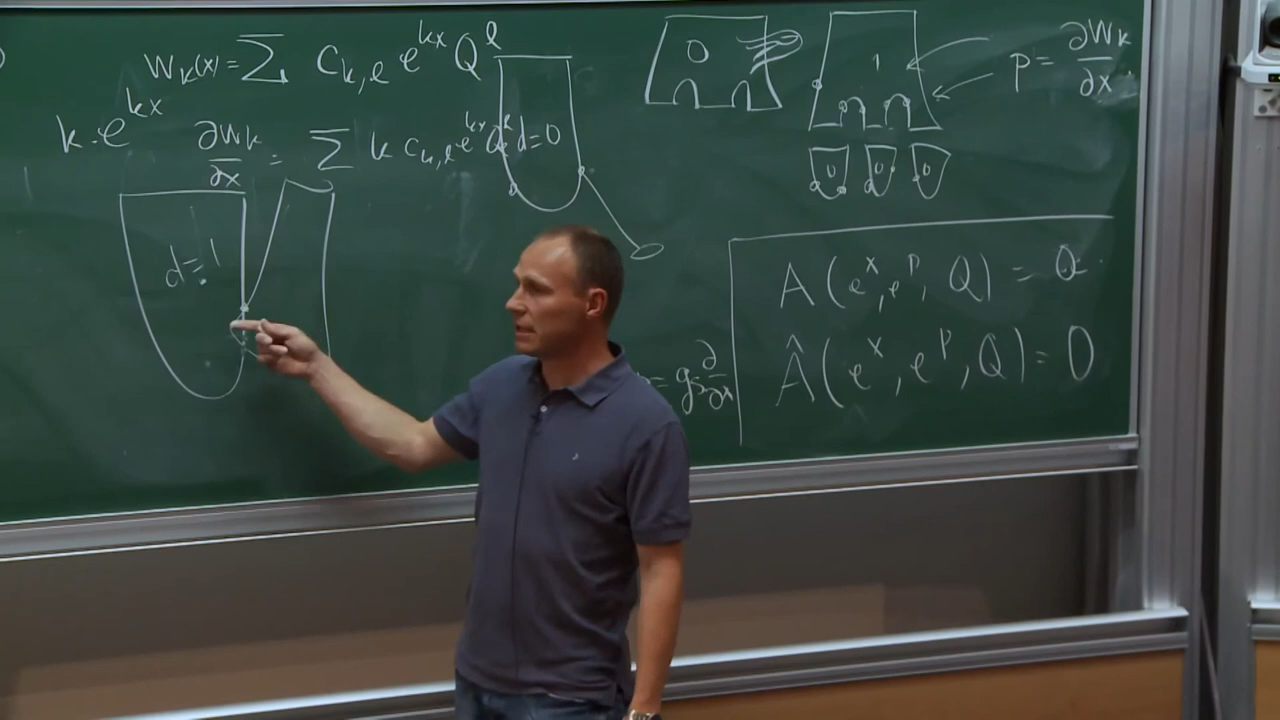 W_k(x) = Σ C_{k,ℓ} e^{kx} Q^ℓ
k · e^{kx}
∂W_k/∂x = Σ k C_{k,ℓ} e^{kx} Q^ℓ
d=0
d=1
0
1
p = ∂W_k/∂x
0 0 0
A(e^x, e^p, Q) = 0
Â(e^x, e^p, Q) = 0
= g_s ∂/∂x